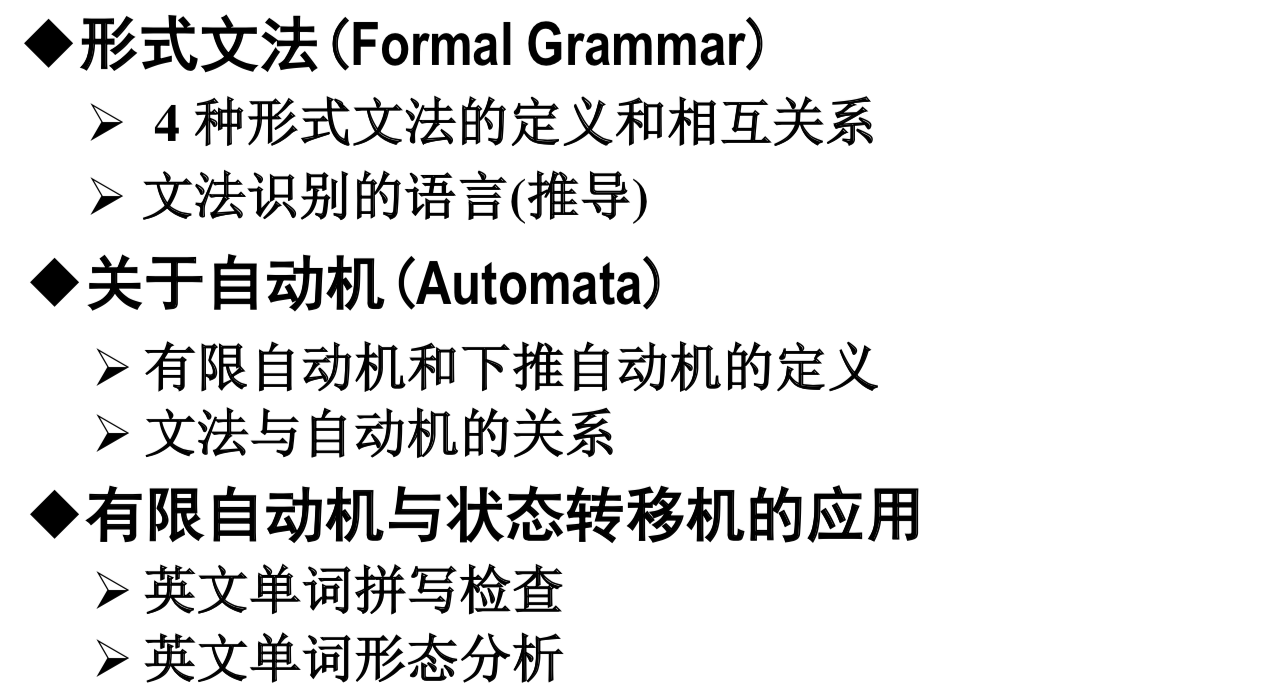 ◆形式文法(Formal Grammar)
➢ 4 种形式文法的定义和相互关系
➢ 文法识别的语言(推导)
◆关于自动机(Automata)
➢ 有限自动机和下推自动机的定义
➢ 文法与自动机的关系
◆有限自动机与状态转移机的应用
➢ 英文单词拼写检查
➢ 英文单词形态分析